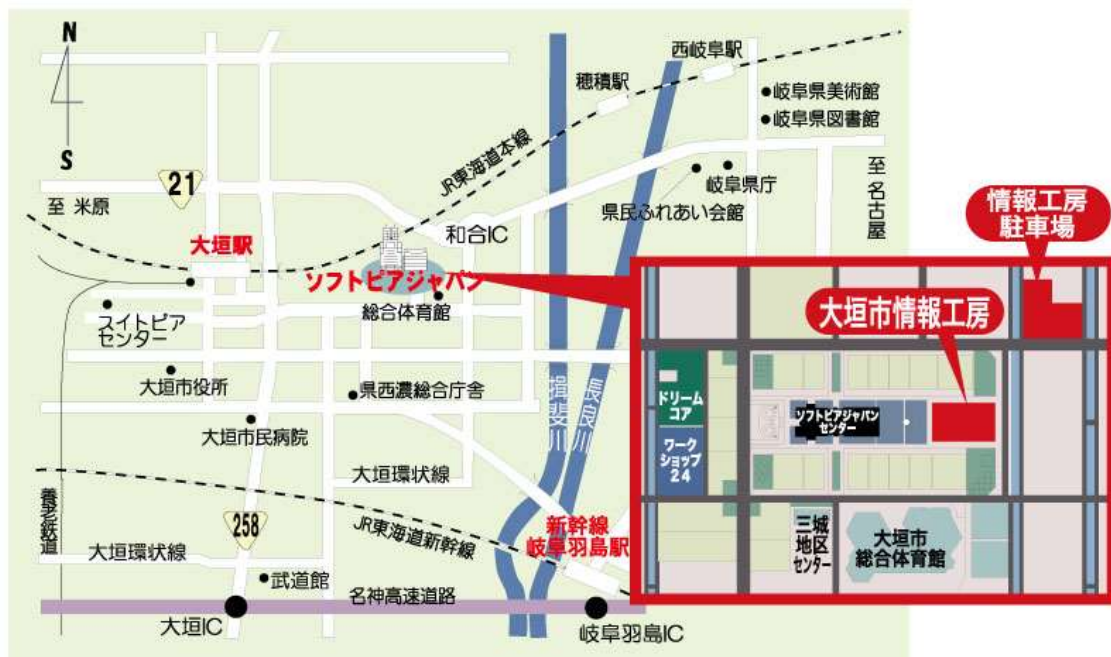 N
S
西岐阜駅
穂積駅
岐阜県美術館
岐阜県図書館
JR東海道本線
21
至 米原
岐阜県庁
県民ふれあい会館
至 名古屋
大垣駅
和合IC
ソフトピアジャパン
総合体育館
スイトピア
センター
大垣市役所
県西濃総合庁舎
大垣市民病院
揖斐川
長良川
大垣環状線
養老鉄道
258
JR東海道新幹線
新幹線
岐阜羽島駅
大垣環状線
武道館
名神高速道路
大垣IC
岐阜羽島IC
情報工房
駐車場
大垣市情報工房
ドリーム
コア
ソフトピアジャパン
センター
ワーク
ショップ
24
三城
地区
センター
大垣市
総合体育館